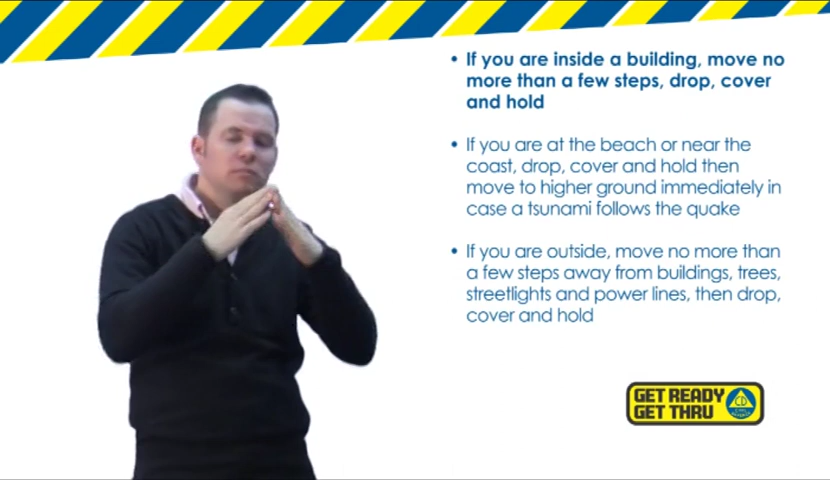 • If you are inside a building, move no
more than a few steps, drop, cover
and hold
• If you are at the beach or near the
coast, drop, cover and hold then
move to higher ground immediately in
case a tsunami follows the quake
• If you are outside, move no more than
a few steps away from buildings, trees,
streetlights and power lines, then drop,
cover and hold
GET READY
GET THRU
CD
CIVIL
DEFENCE